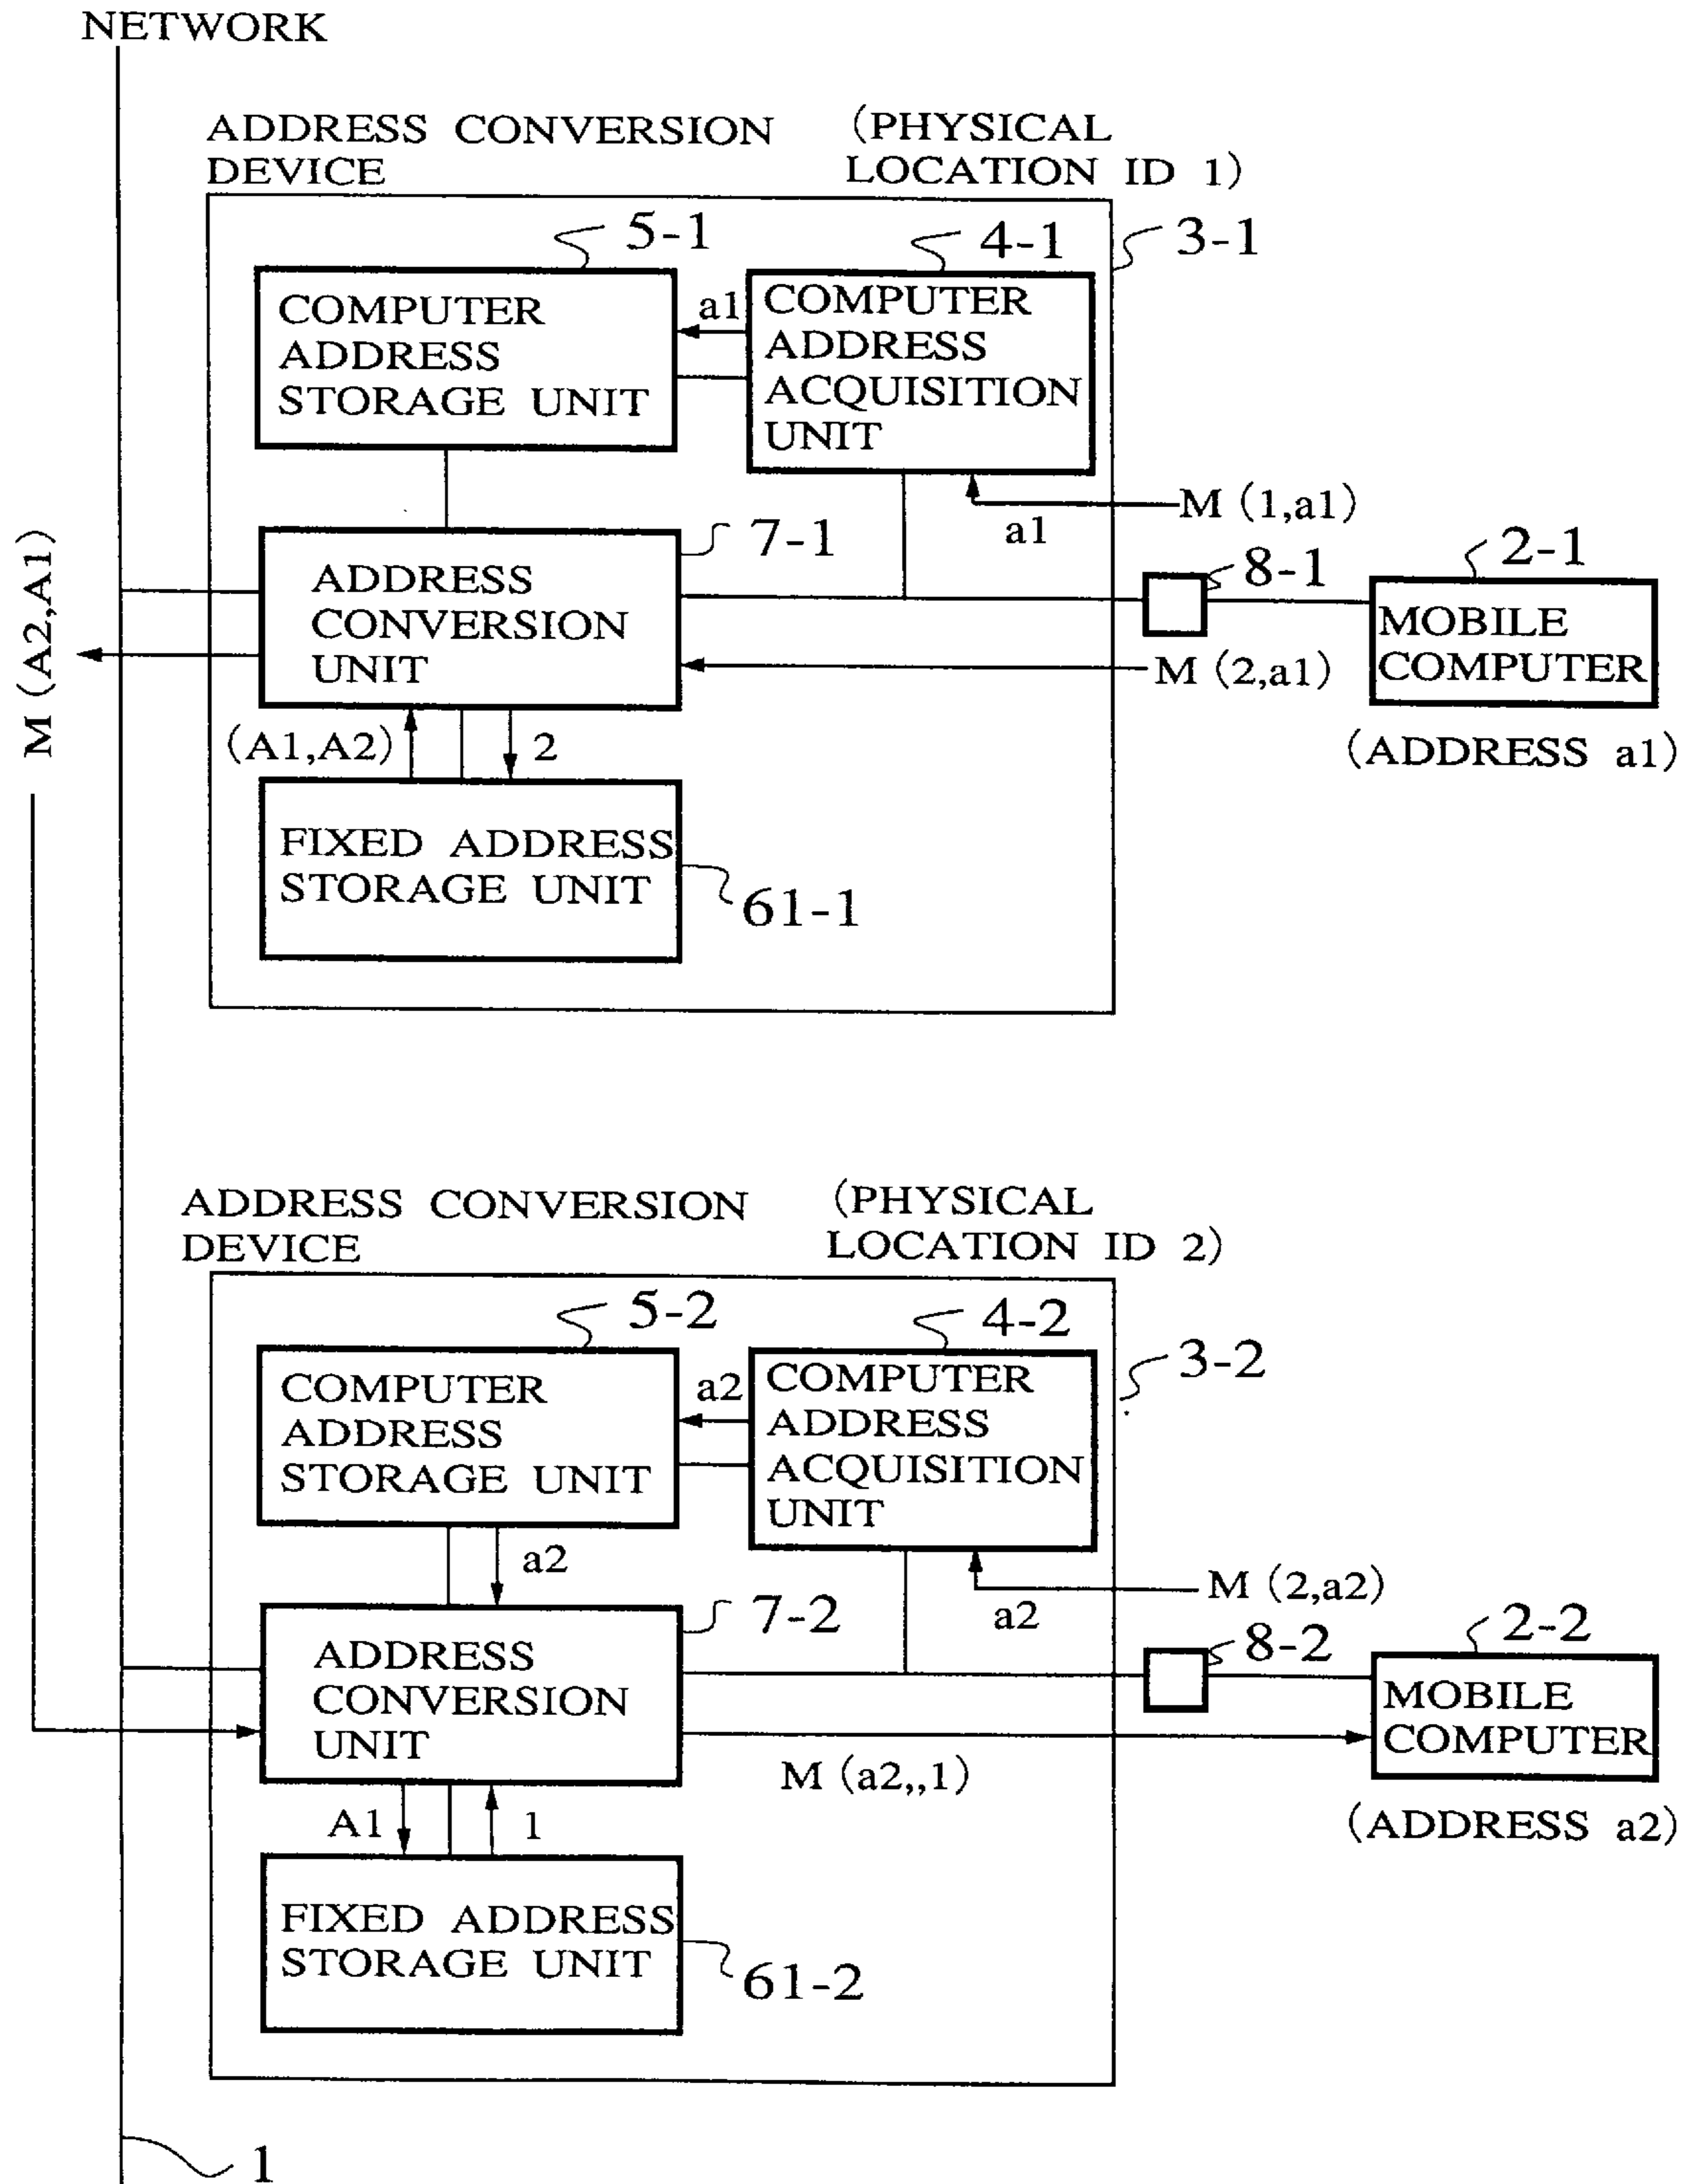 NETWORK
ADDRESS CONVERSION
DEVICE
(PHYSICAL
LOCATION ID 1)
5-1
4-1
3-1
COMPUTER
ADDRESS
STORAGE UNIT
a1
COMPUTER
ADDRESS
ACQUISITION
UNIT
M (1,a1)
a1
7-1
8-1
2-1
M (A2,A1)
ADDRESS
CONVERSION
UNIT
MOBILE
COMPUTER
M (2,a1)
(ADDRESS a1)
(A1,A2)
2
FIXED ADDRESS
STORAGE UNIT
61-1
ADDRESS CONVERSION
DEVICE
(PHYSICAL
LOCATION ID 2)
5-2
4-2
3-2
COMPUTER
ADDRESS
STORAGE UNIT
a2
COMPUTER
ADDRESS
ACQUISITION
UNIT
a2
M (2,a2)
a2
7-2
8-2
2-2
ADDRESS
CONVERSION
UNIT
MOBILE
COMPUTER
M (a2,,1)
(ADDRESS a2)
A1
1
FIXED ADDRESS
STORAGE UNIT
61-2
1